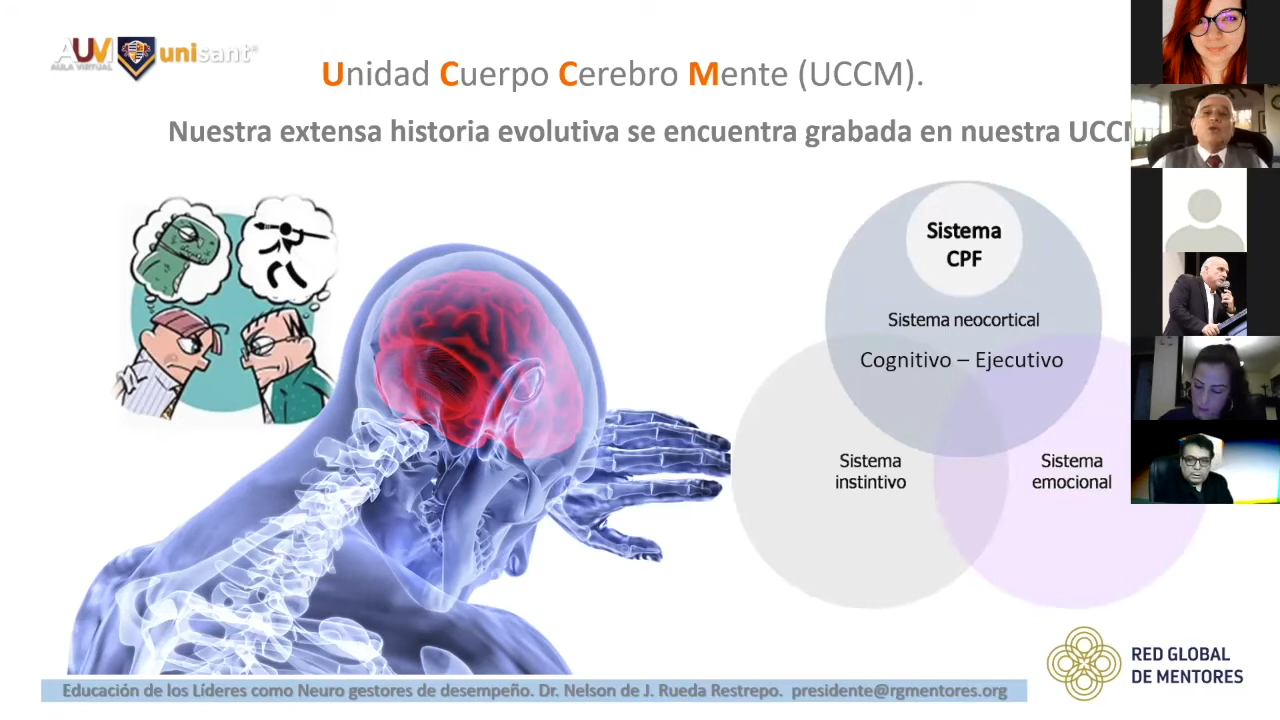 AUVI
AULA VIRTUAL
unisant
Unidad Cuerpo Cerebro Mente (UCCM).
Nuestra extensa historia evolutiva se encuentra grabada en nuestra UCCM
Sistema
CPF
Sistema neocortical
Cognitivo – Ejecutivo
Sistema
instintivo
Sistema
emocional
RED GLOBAL
DE MENTORES
Educación de los Líderes como Neuro gestores de desempeño. Dr. Nelson de J. Rueda Restrepo. presidente@rgmentores.org